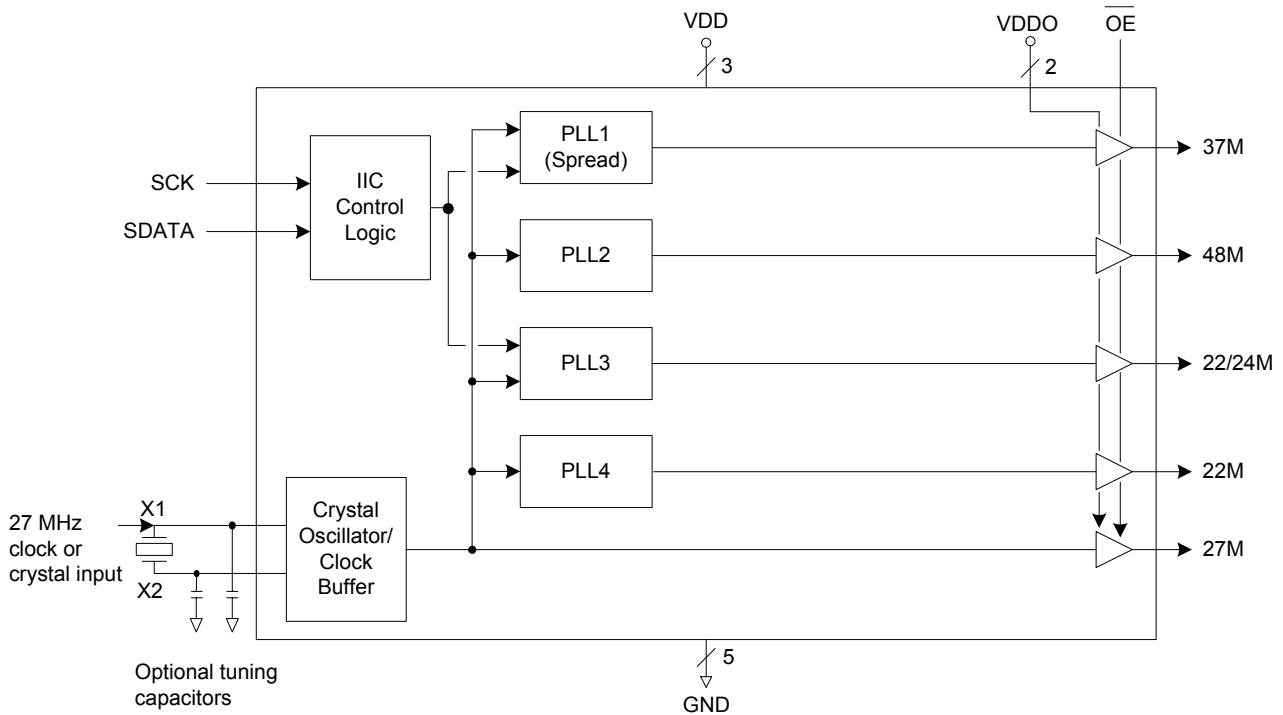 VDD
3
VDDO
2
OE
SCK
SDATA
IIC
Control
Logic
PLL1
(Spread)
37M
PLL2
48M
PLL3
22/24M
PLL4
22M
27 MHz
clock or
crystal input
X1
X2
Crystal
Oscillator/
Clock
Buffer
27M
Optional tuning
capacitors
5
GND